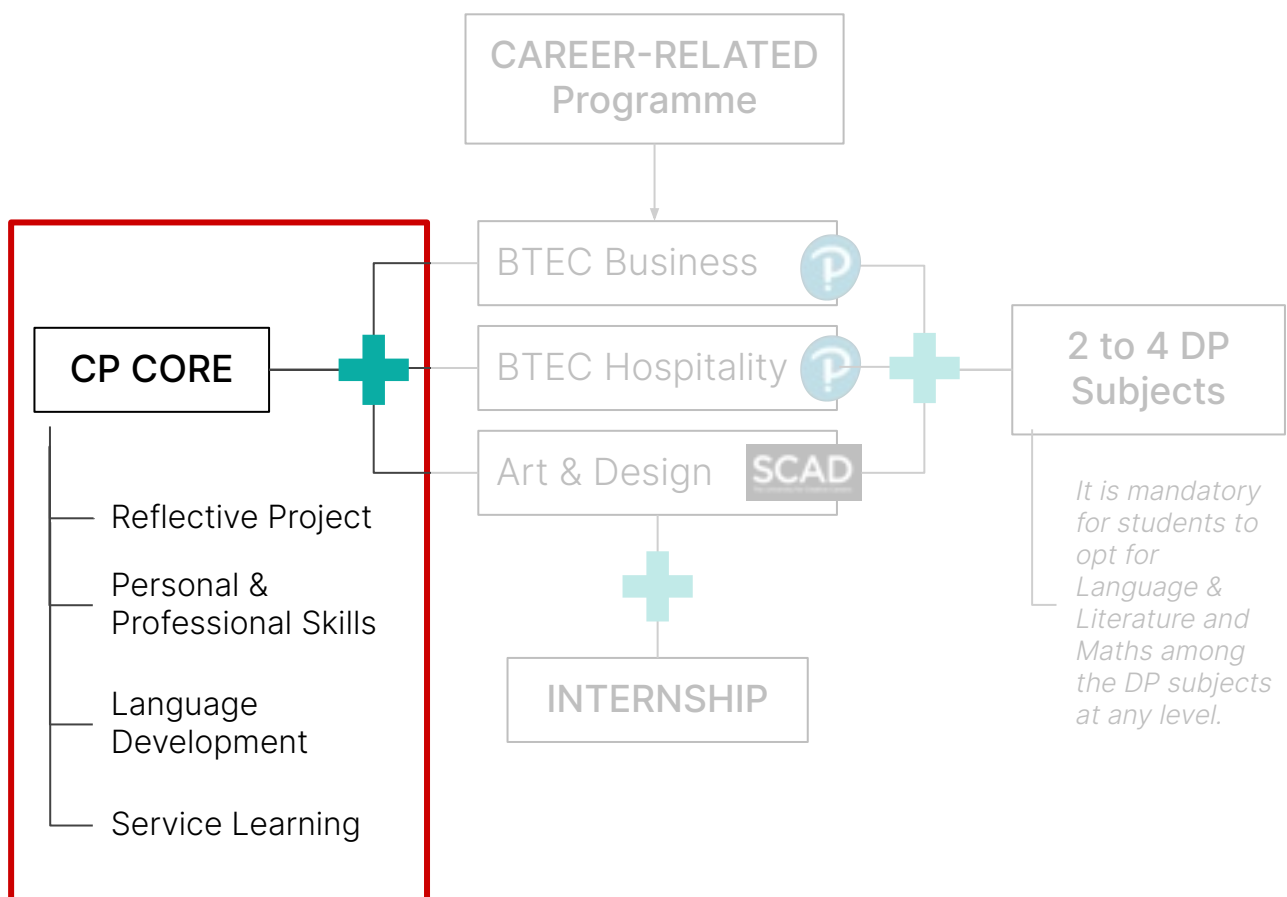 CAREER-RELATED
Programme
BTEC Business
BTEC Hospitality
Art & Design
SCAD
CP CORE
Reflective Project
Personal &
Professional Skills
Language
Development
Service Learning
INTERNSHIP
2 to 4 DP
Subjects
It is mandatory
for students to
opt for
Language &
Literature and
Maths among
the DP subjects
at any level.